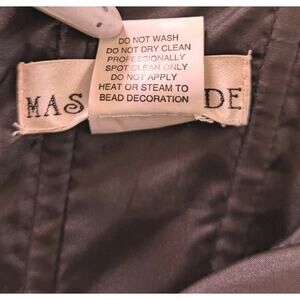 DO NOT WASH
DO NOT DRY CLEAN
PROFESSIONALLY
SPOT CLEAN ONLY
DO NOT APPLY
HEAT OR STEAM TO
BEAD DECORATION
MAS DE